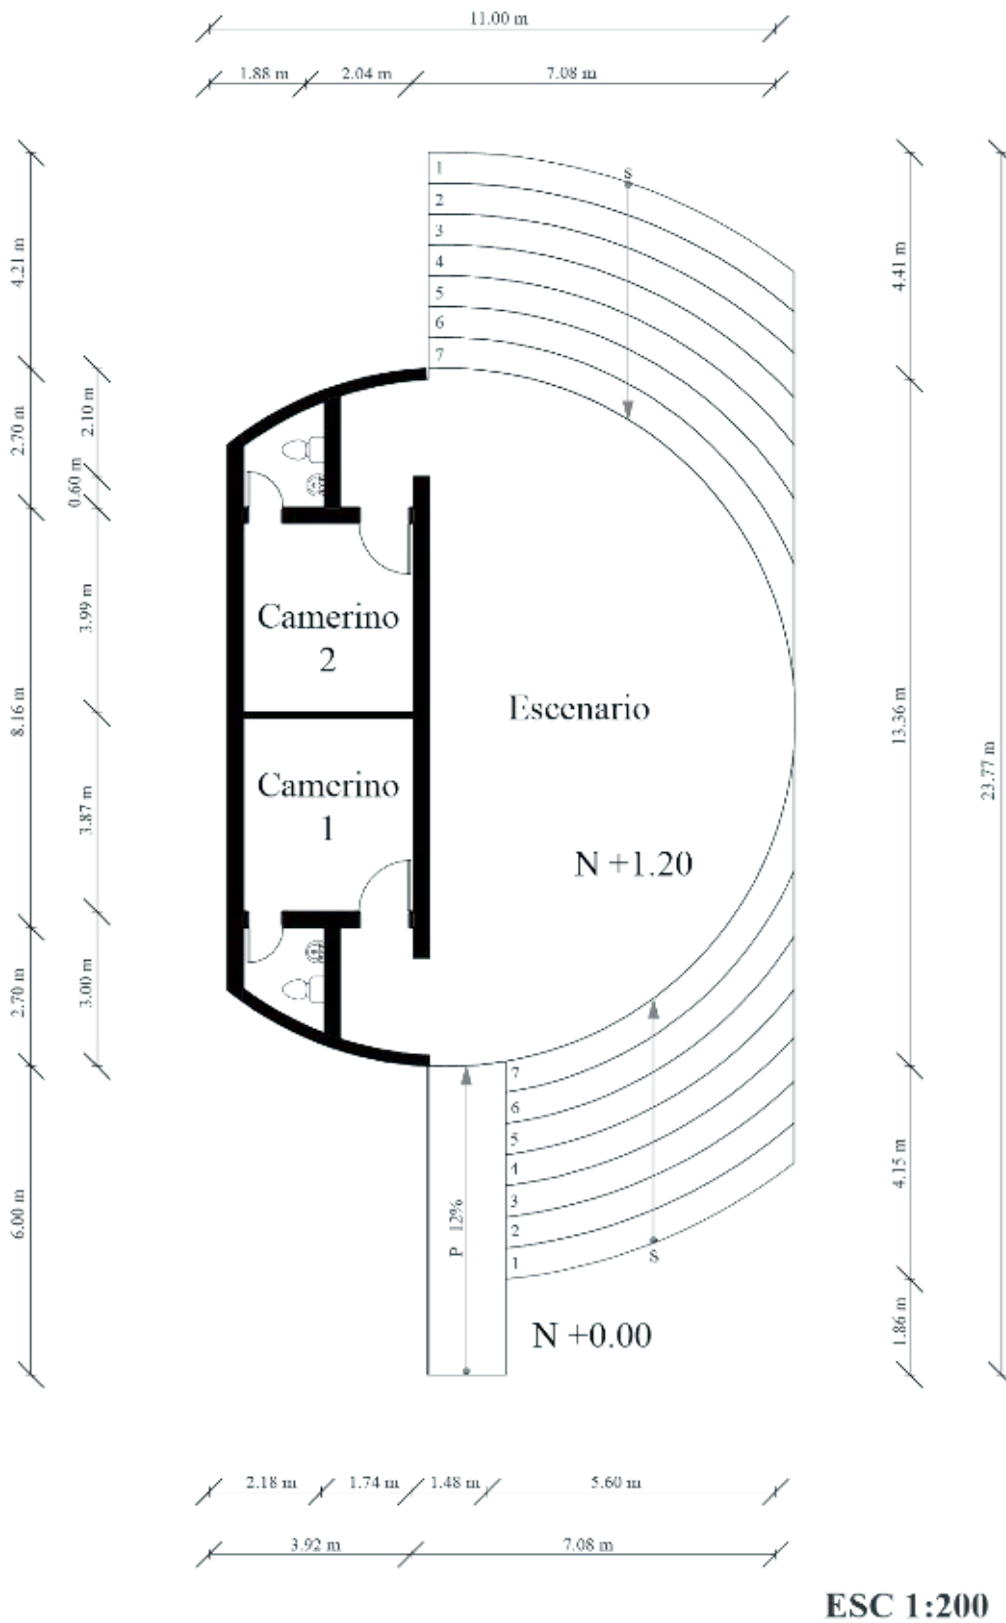 11.00 m
1.88 m
2.04 m
7.08 m
S
1
2
3
4
5
6
7
4.21 m
2.70 m
8.16 m
2.70 m
6.00 m
2.10 m
0.60 m
3.99 m
3.87 m
3.00 m
Camerino
2
Camerino
1
Escenario
N +1.20
4.41 m
13.36 m
4.15 m
1.86 m
23.77 m
7
6
5
4
3
2
1
P 12%
S
N +0.00
2.18 m
1.74 m
1.48 m
5.60 m
3.92 m
7.08 m
ESC 1:200